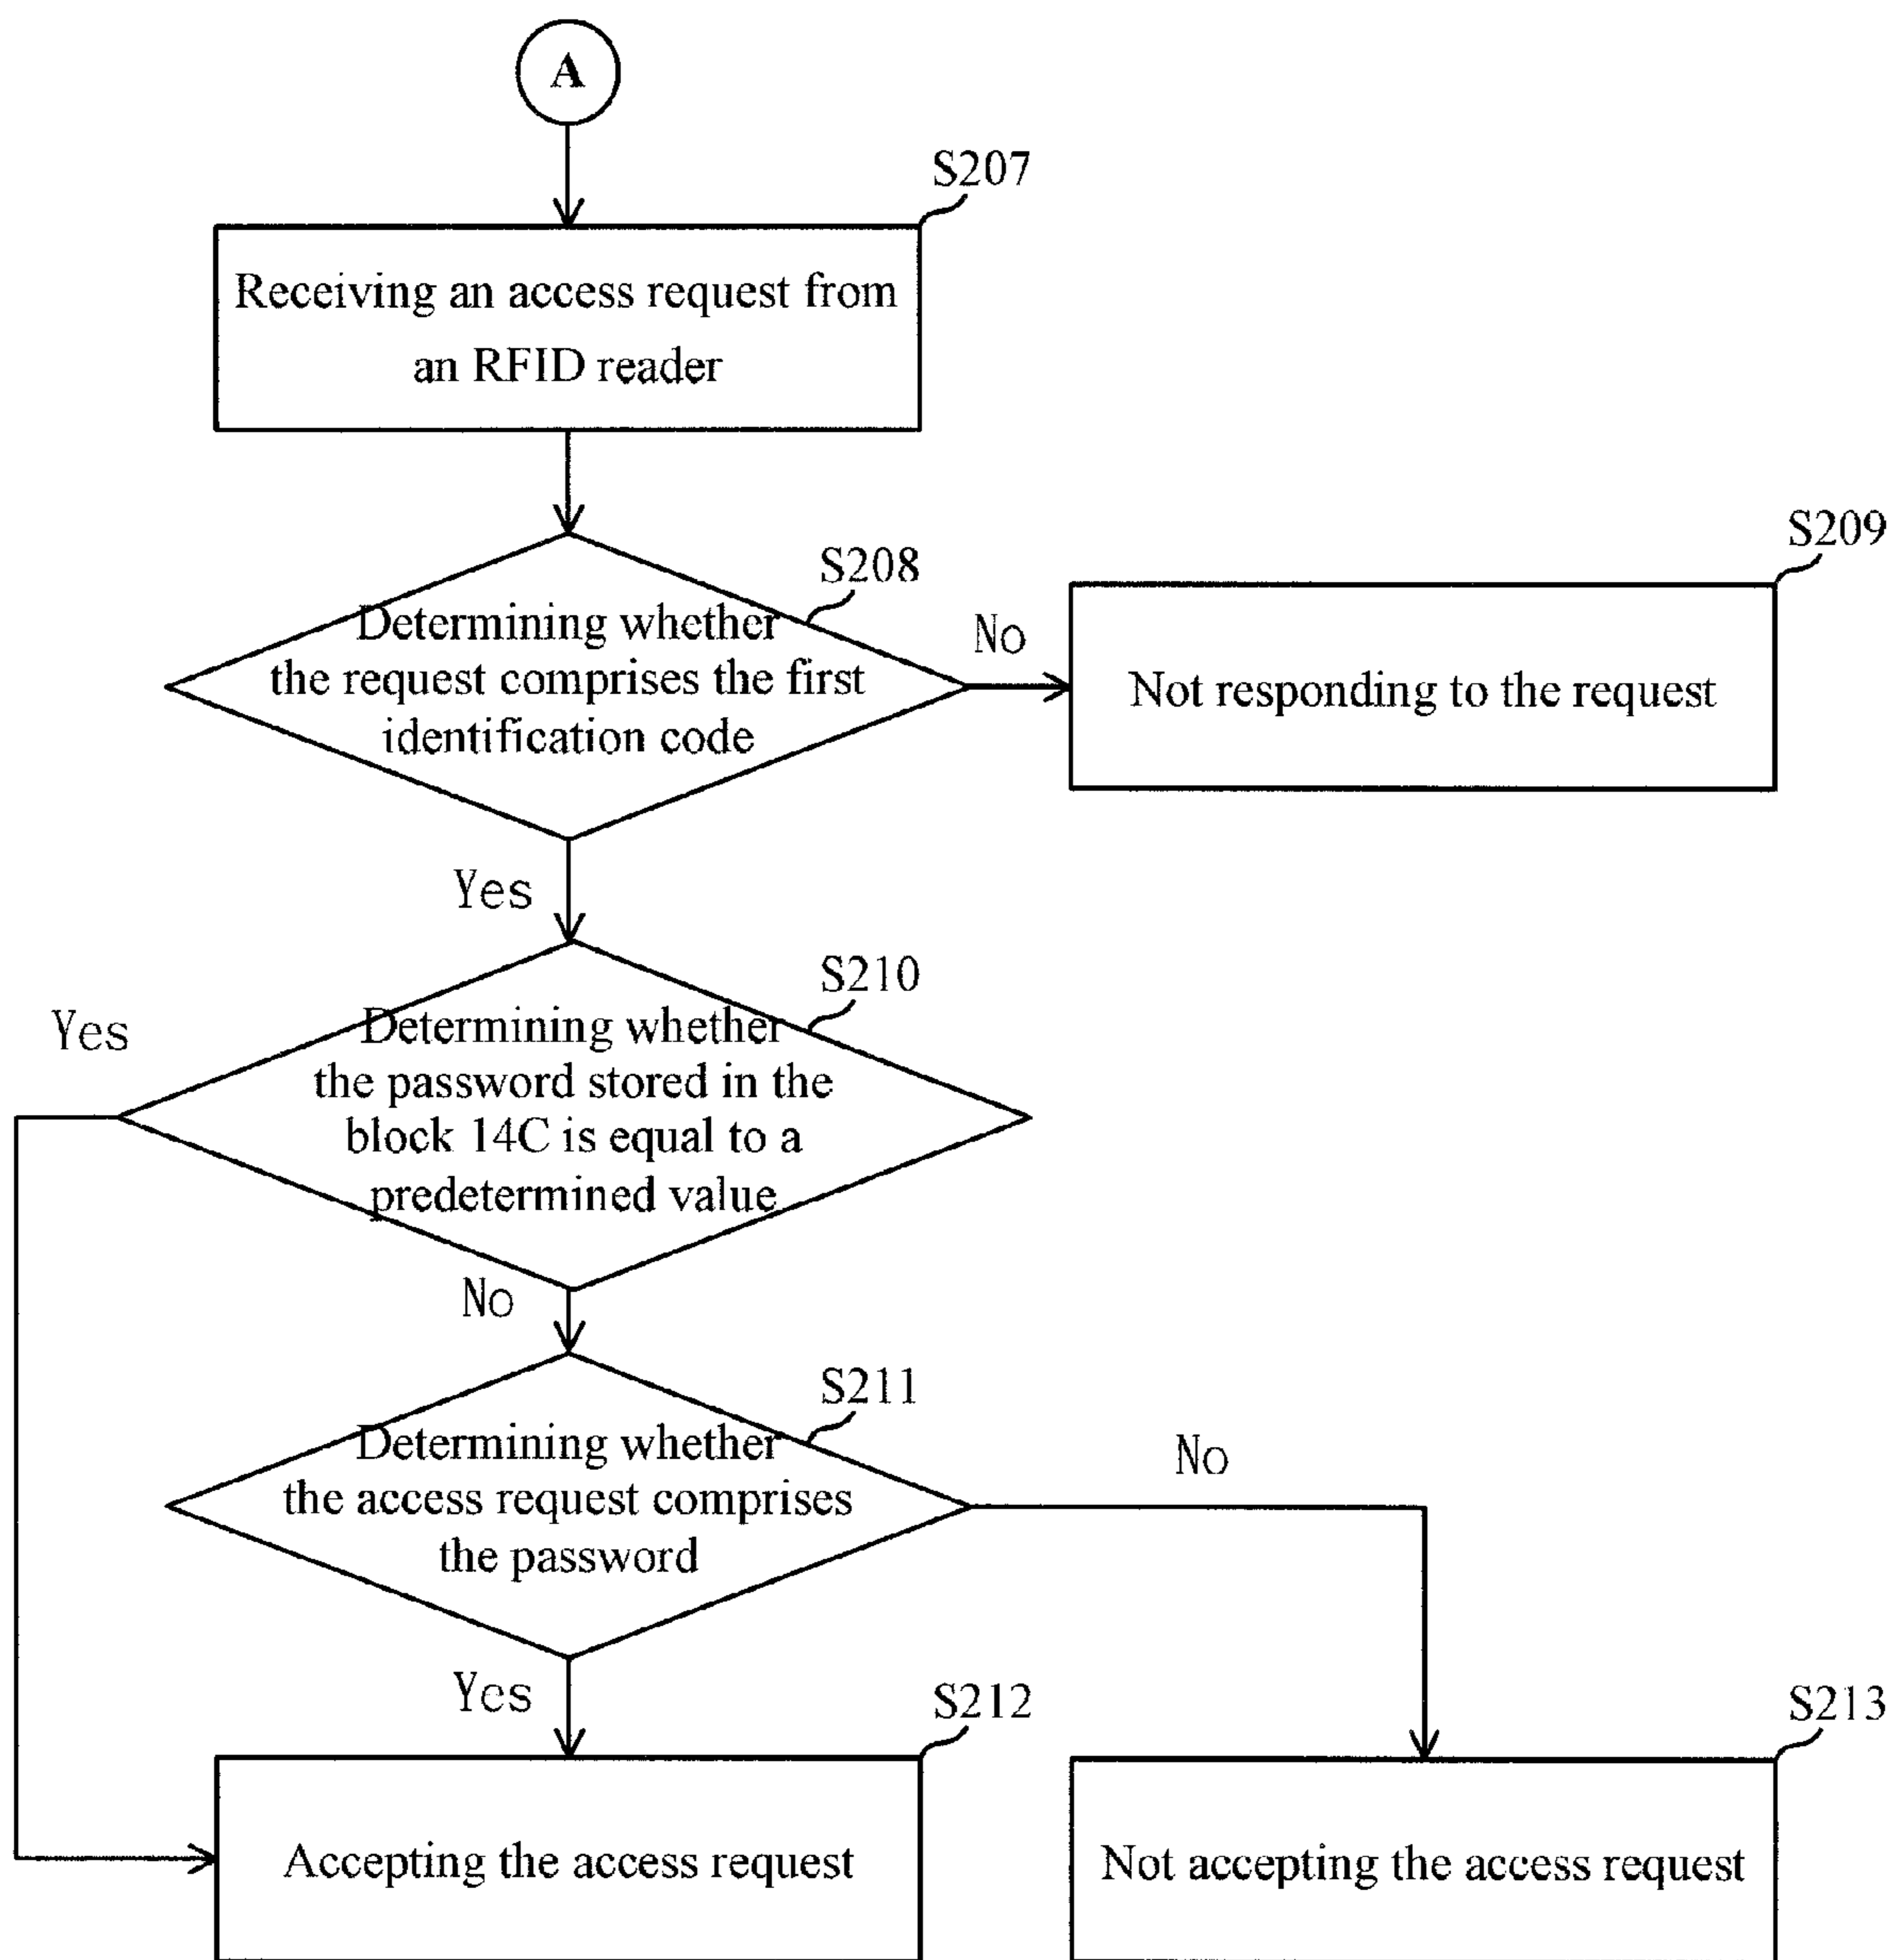 A
S207
Receiving an access request from
an RFID reader
S208
Determining whether
the request comprises the first
identification code
No
S209
Not responding to the request
Yes
S210
Determining whether
the password stored in the
block 14C is equal to a
predetermined value
Yes
No
S211
Determining whether
the access request comprises
the password
No
Yes
S212
Accepting the access request
S213
Not accepting the access request